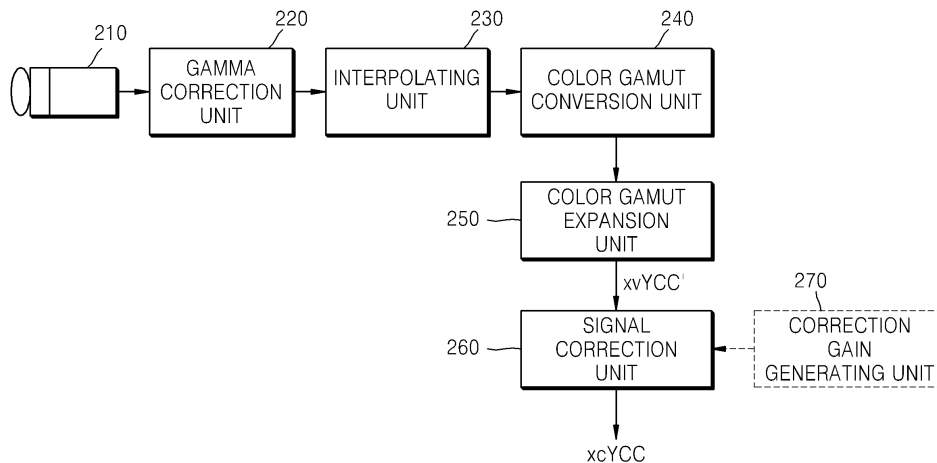 210
220
230
240
GAMMA
CORRECTION
UNIT
INTERPOLATING
UNIT
COLOR GAMUT
CONVERSION UNIT
250
COLOR GAMUT
EXPANSION
UNIT
xvYCC'
270
260
SIGNAL
CORRECTION
UNIT
CORRECTION
GAIN
GENERATING UNIT
xcYCC